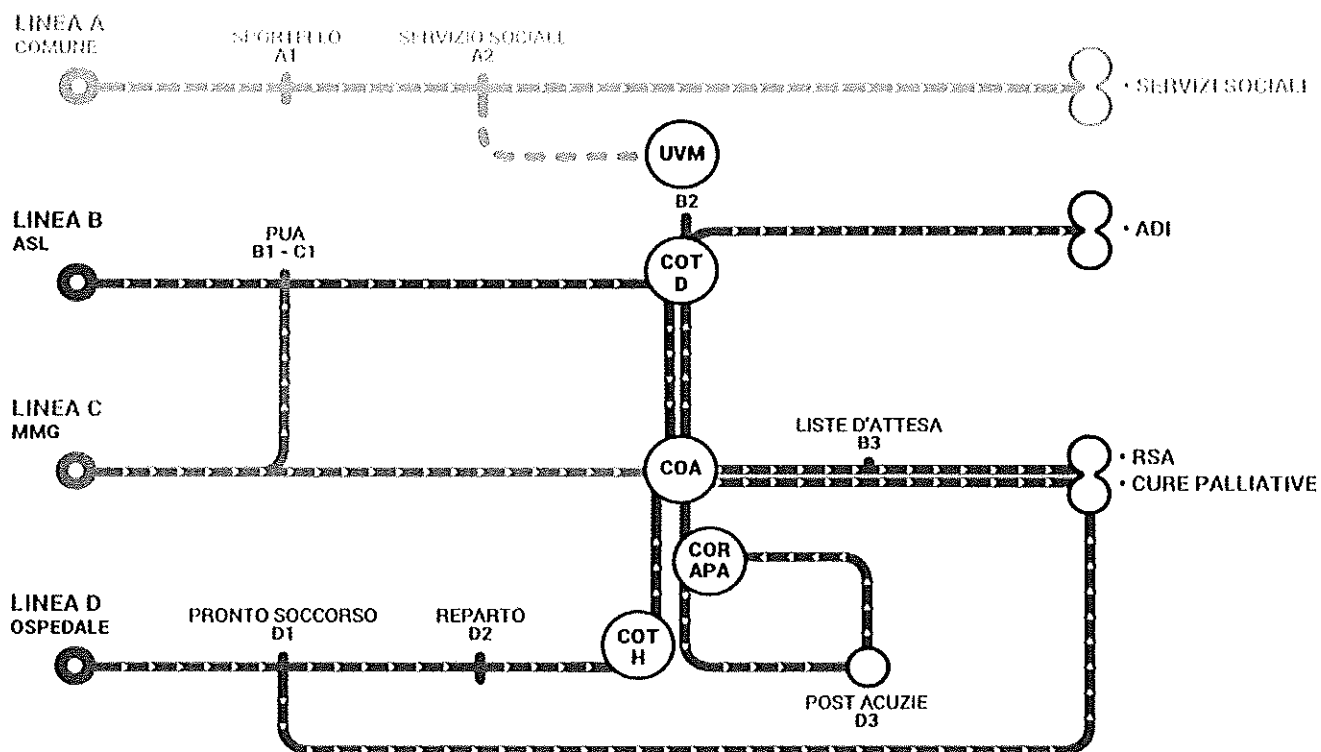 LINEA A
COMUNE
SPORTELLO
A1
SERVIZIO SOCIALE
A2
• SERVIZI SOCIALI
UVM
B2
LINEA B
ASL
PUA
B1 - C1
COT
D
• ADI
LINEA C
MMG
COA
LISTE D'ATTESA
B3
• RSA
• CURE PALLIATIVE
COR
APA
LINEA D
OSPEDALE
PRONTO SOCCORSO
D1
REPARTO
D2
COT
H
POST ACUZIE
D3